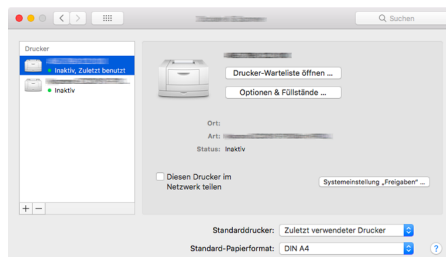 Suchen
Drucker
Inaktiv, Zuletzt benutzt
Inaktiv
Drucker-Warteliste öffnen ...
Optionen & Füllstände ...
Ort:
Art:
Status: Inaktiv
Diesen Drucker im
Netzwerk teilen
Systemeinstellung „Freigaben“ ...
+ −
Standarddrucker: Zuletzt verwendeter Drucker
Standard-Papierformat: DIN A4
?